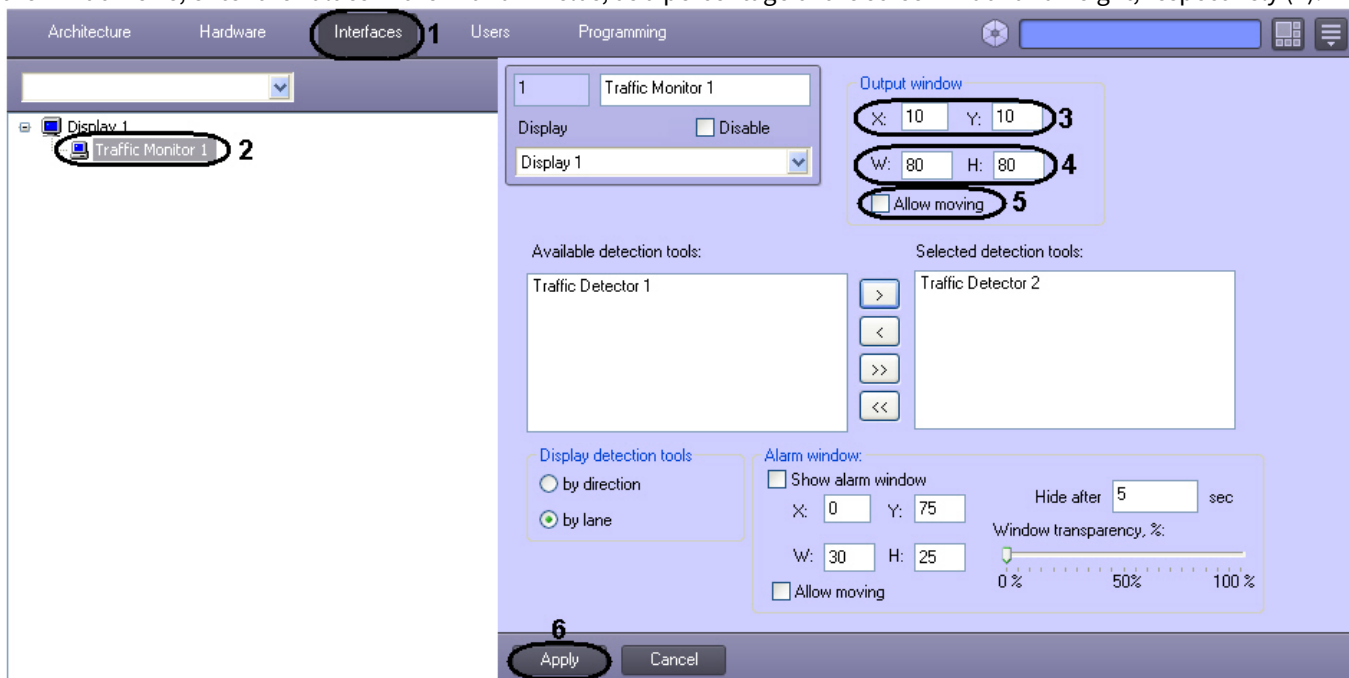 Architecture Hardware Interfaces 1 Users Programming
1 Traffic Monitor 1
Display Disable
Display 1
Output window
X: 10 Y: 10 3
W: 80 H: 80 4
Allow moving 5
Display 1
Traffic Monitor 1 2
Available detection tools:
Traffic Detector 1
>
<
>>
<<
Selected detection tools:
Traffic Detector 2
Display detection tools
by direction
by lane
Alarm window:
Show alarm window
X: 0 Y: 75
W: 30 H: 25
Allow moving
Hide after 5 sec
Window transparency, %:
0 % 50% 100 %
6
Apply Cancel